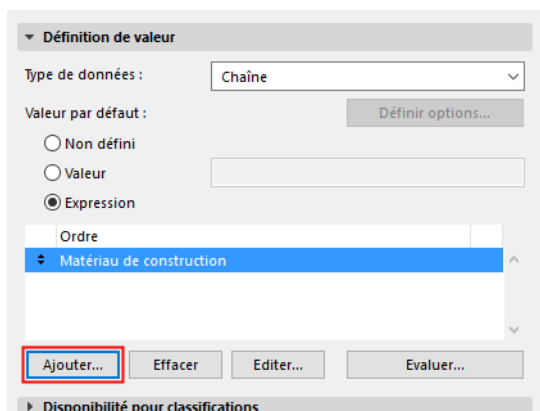 Définition de valeur
Type de données : Chaîne
Valeur par défaut : Définir options...
Non défini
Valeur
Expression
Ordre
Matériau de construction
Ajouter... Effacer Editer... Evaluer...
Disponibilité pour classifications